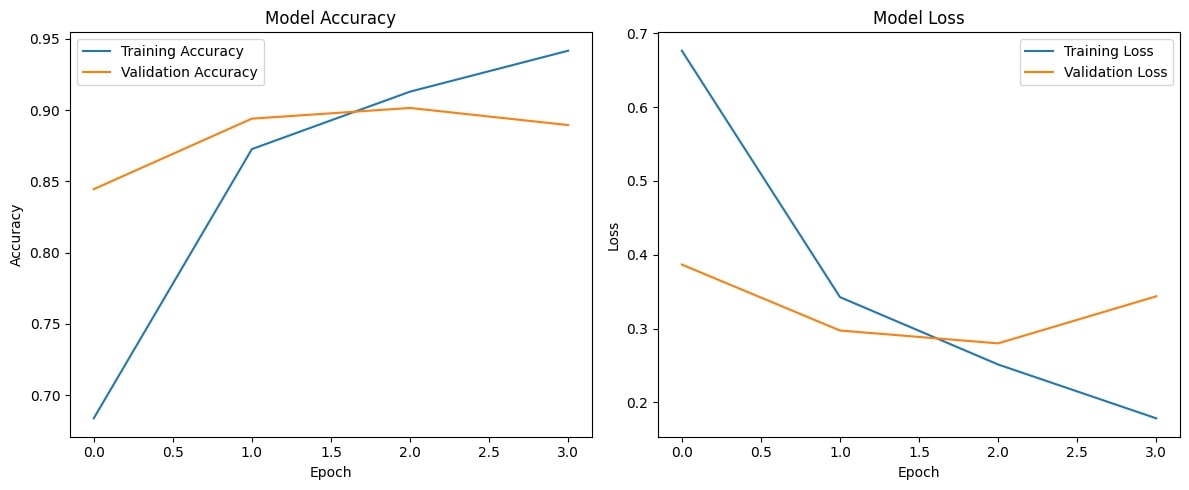 Model Accuracy
Training Accuracy
Validation Accuracy
Accuracy
0.95
0.90
0.85
0.80
0.75
0.70
0.0 0.5 1.0 1.5 2.0 2.5 3.0
Epoch
Model Loss
Training Loss
Validation Loss
Loss
0.7
0.6
0.5
0.4
0.3
0.2
0.0 0.5 1.0 1.5 2.0 2.5 3.0
Epoch